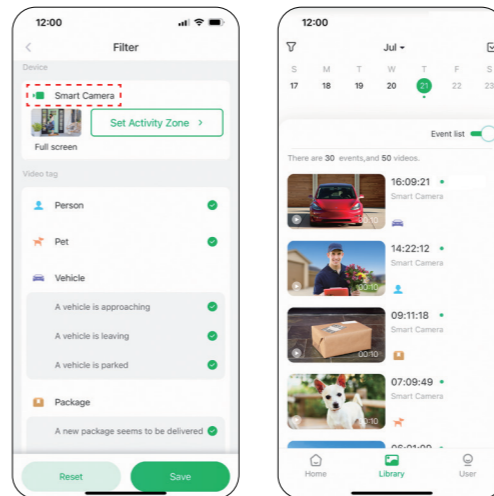 12:00
Filter
Device
Smart Camera
Set Activity Zone >
Full screen
Video tag
Person
Pet
Vehicle
A vehicle is approaching
A vehicle is leaving
A vehicle is parked
Package
A new package seems to be delivered
Reset
Save
12:00
Jul
S M T W T F S
17 18 19 20 21 22 23
Event list
There are 30 events,and 50 videos.
16:09:21
Smart Camera
00:10
14:22:12
Smart Camera
00:10
09:11:18
Smart Camera
00:10
07:09:49
Smart Camera
00:10
Home
Library
User